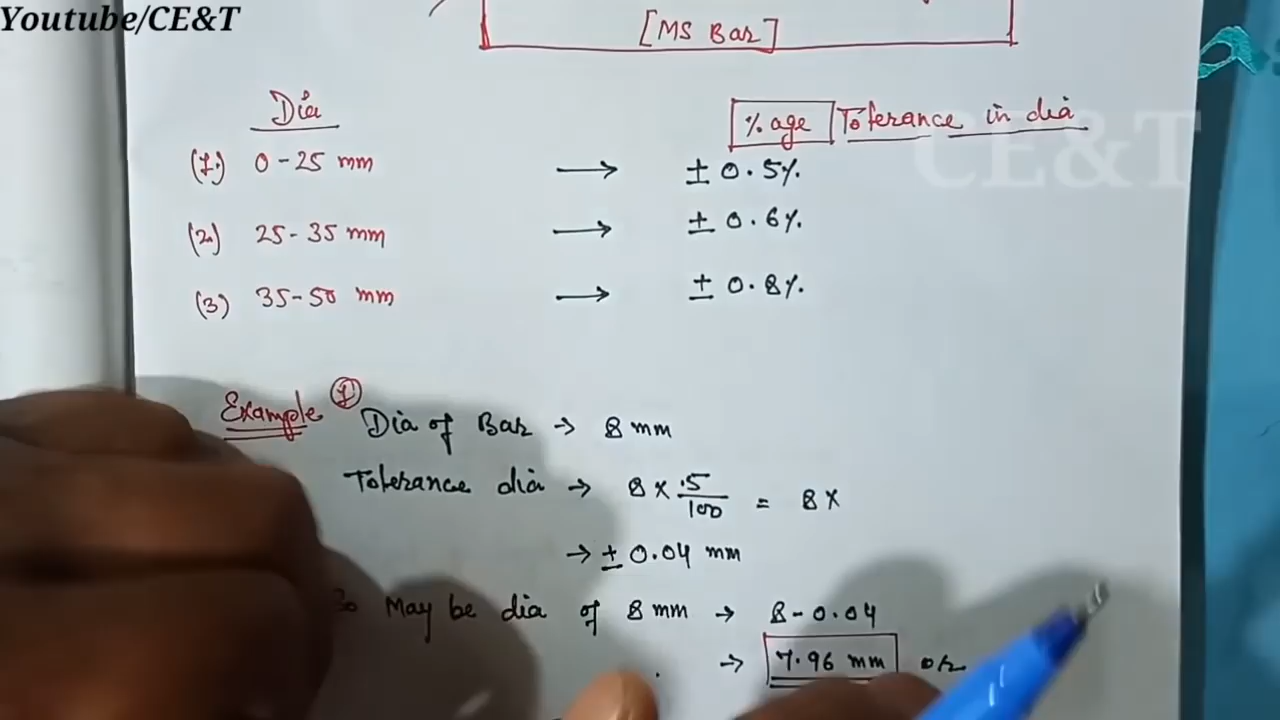 Youtube/CE&T
[MS Bar]
Dia
% age Tolerance in dia
CE&T
(1.) 0-25 mm → ± 0.5%
(2.) 25-35 mm → ± 0.6%
(3) 35-50 mm → ± 0.8%
Example ①
Dia of Bar → 8 mm
Tolerance dia → 8 × .5/100 = 8 ×
→ ± 0.04 mm
So May be dia of 8 mm → 8-0.04
→ 7.96 mm or